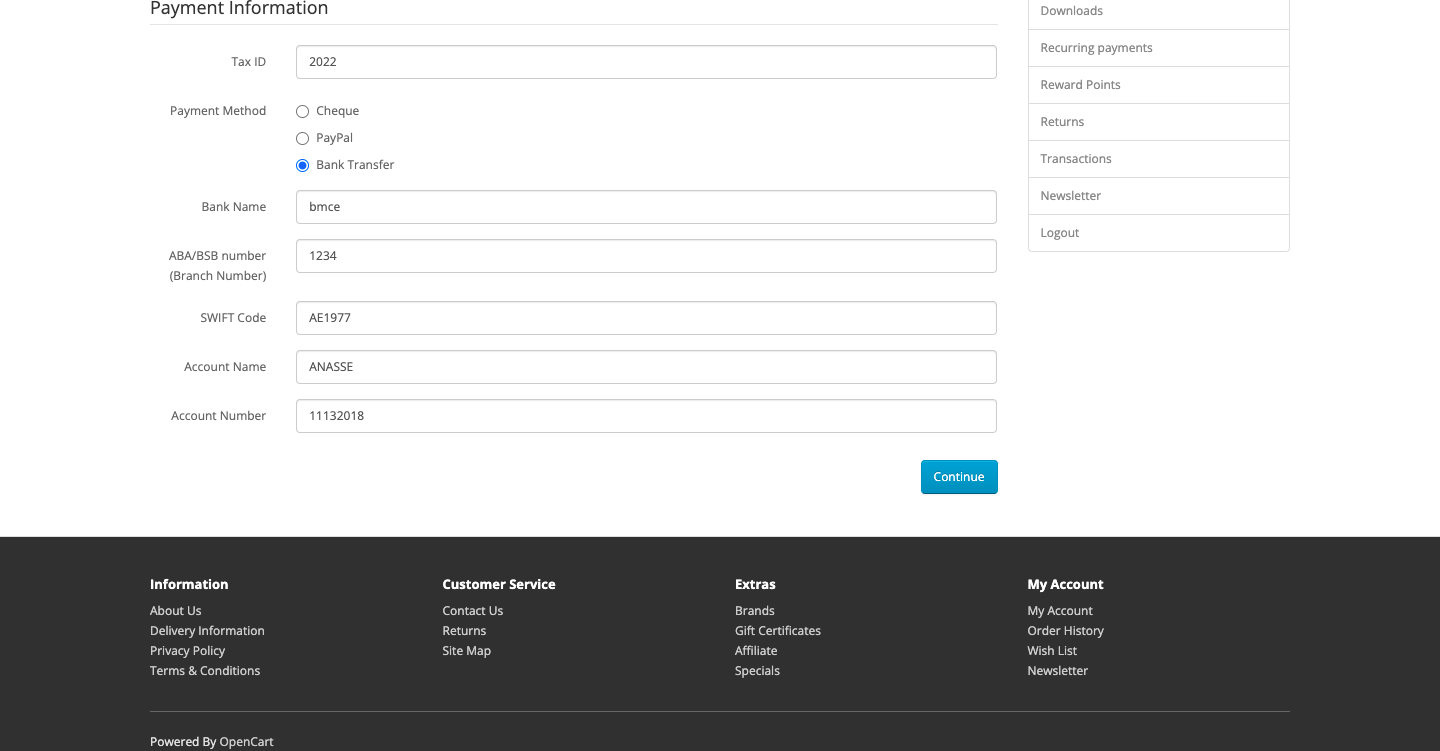 Payment Information
Tax ID
2022
Payment Method
Cheque
PayPal
Bank Transfer
Bank Name
bmce
ABA/BSB number
(Branch Number)
1234
SWIFT Code
AE1977
Account Name
ANASSE
Account Number
11132018
Continue
Downloads
Recurring payments
Reward Points
Returns
Transactions
Newsletter
Logout
Information
About Us
Delivery Information
Privacy Policy
Terms & Conditions
Customer Service
Contact Us
Returns
Site Map
Extras
Brands
Gift Certificates
Affiliate
Specials
My Account
My Account
Order History
Wish List
Newsletter
Powered By OpenCart